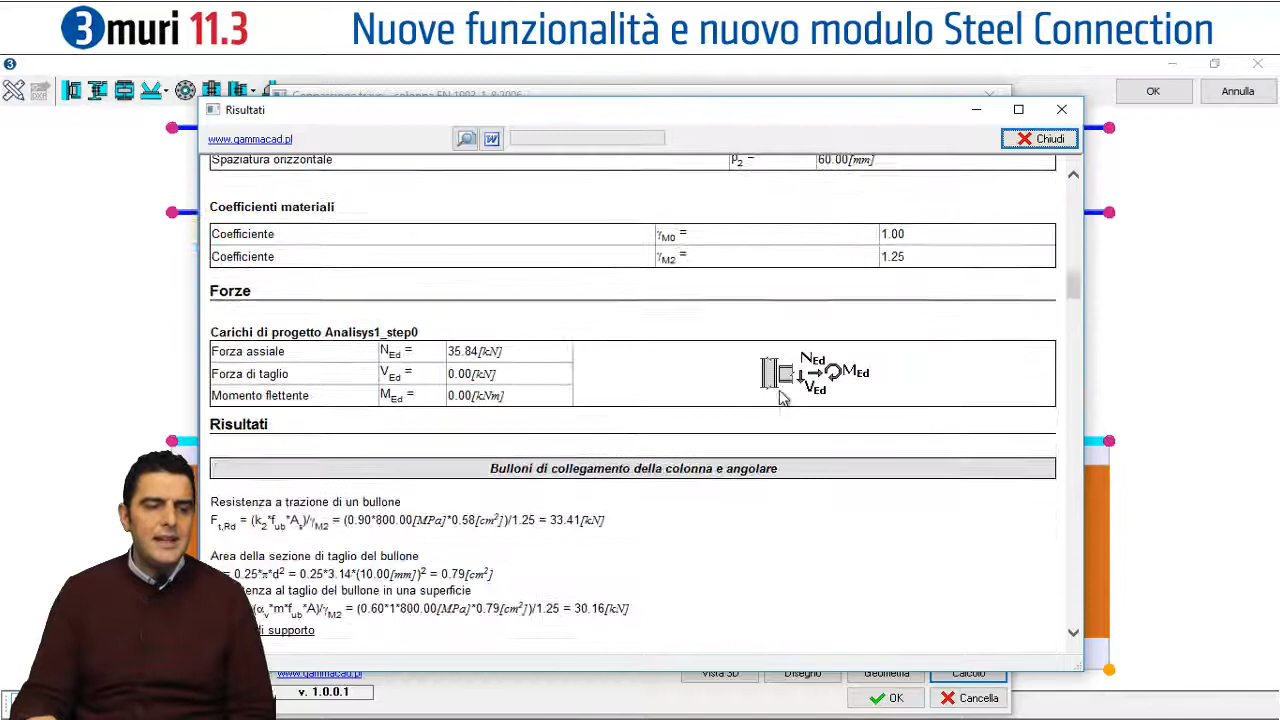 3muri 11.3 Nuove funzionalità e nuovo modulo Steel Connection
3
OK Annulla
Risultati
www.gammacad.pl Chiudi
Spaziatura orizzontale p2 = 60.00[mm]
Coefficienti materiali
Coefficiente γM0 = 1.00
Coefficiente γM2 = 1.25
Forze
Carichi di progetto Analisys1_step0
Forza assiale NEd = 35.84[kN]
Forza di taglio VEd = 0.00[kN]
Momento flettente MEd = 0.00[kNm]
NEd
MEd
VEd
Risultati
Bulloni di collegamento della colonna e angolare
Resistenza a trazione di un bullone
Ft,Rd = (k2*fub*As)/γM2 = (0.90*800.00[MPa]*0.58[cm2])/1.25 = 33.41[kN]
Area della sezione di taglio del bullone
= 0.25*π*d2 = 0.25*3.14*(10.00[mm])2 = 0.79[cm2]
tenza al taglio del bullone in una superficie
(αv*m*fub*A)/γM2 = (0.60*1*800.00[MPa]*0.79[cm2])/1.25 = 30.16[kN]
di supporto
www.gammacad.pl Vista 3D Disegno Geometria Calcolo
v. 1.0.0.1 OK Cancella